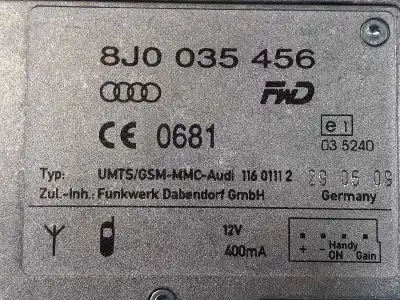 8J0 035 456
FWD
CE 0681
e1
03 5240
Typ: UMTS/GSM-MMC-Audi 116 0111 2 29 05 09
Zul.-Inh.: Funkwerk Dabendorf GmbH Germany
12V
400mA
+ – Handy
ON Gain